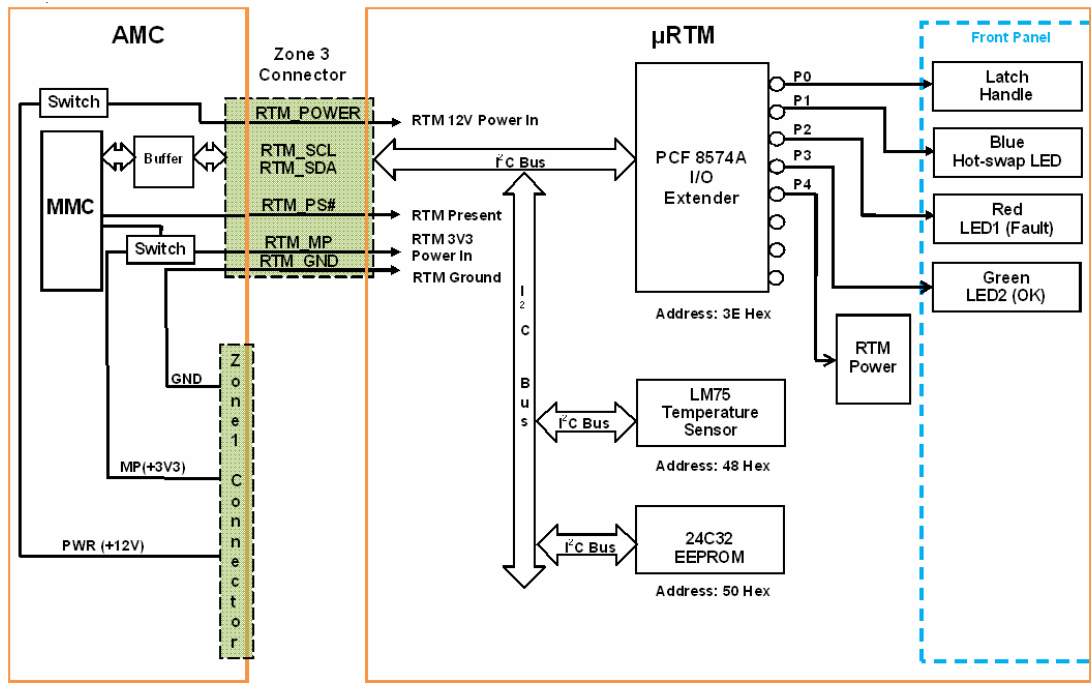 AMC
Zone 3
Connector
µRTM
Front Panel
Switch
MMC
Buffer
RTM_POWER
RTM_SCL
RTM_SDA
RTM_PS#
RTM_MP
RTM_GND
Switch
RTM 12V Power In
I²C Bus
RTM Present
RTM 3V3
Power In
RTM Ground
PCF 8574A
I/O
Extender
P0
P1
P2
P3
P4
Address: 3E Hex
Latch
Handle
Blue
Hot-swap LED
Red
LED1 (Fault)
Green
LED2 (OK)
RTM
Power
I²C Bus
GND
MP(+3V3)
PWR (+12V)
Zone1 Connector
I²C Bus
LM75
Temperature
Sensor
Address: 48 Hex
I²C Bus
24C32
EEPROM
Address: 50 Hex